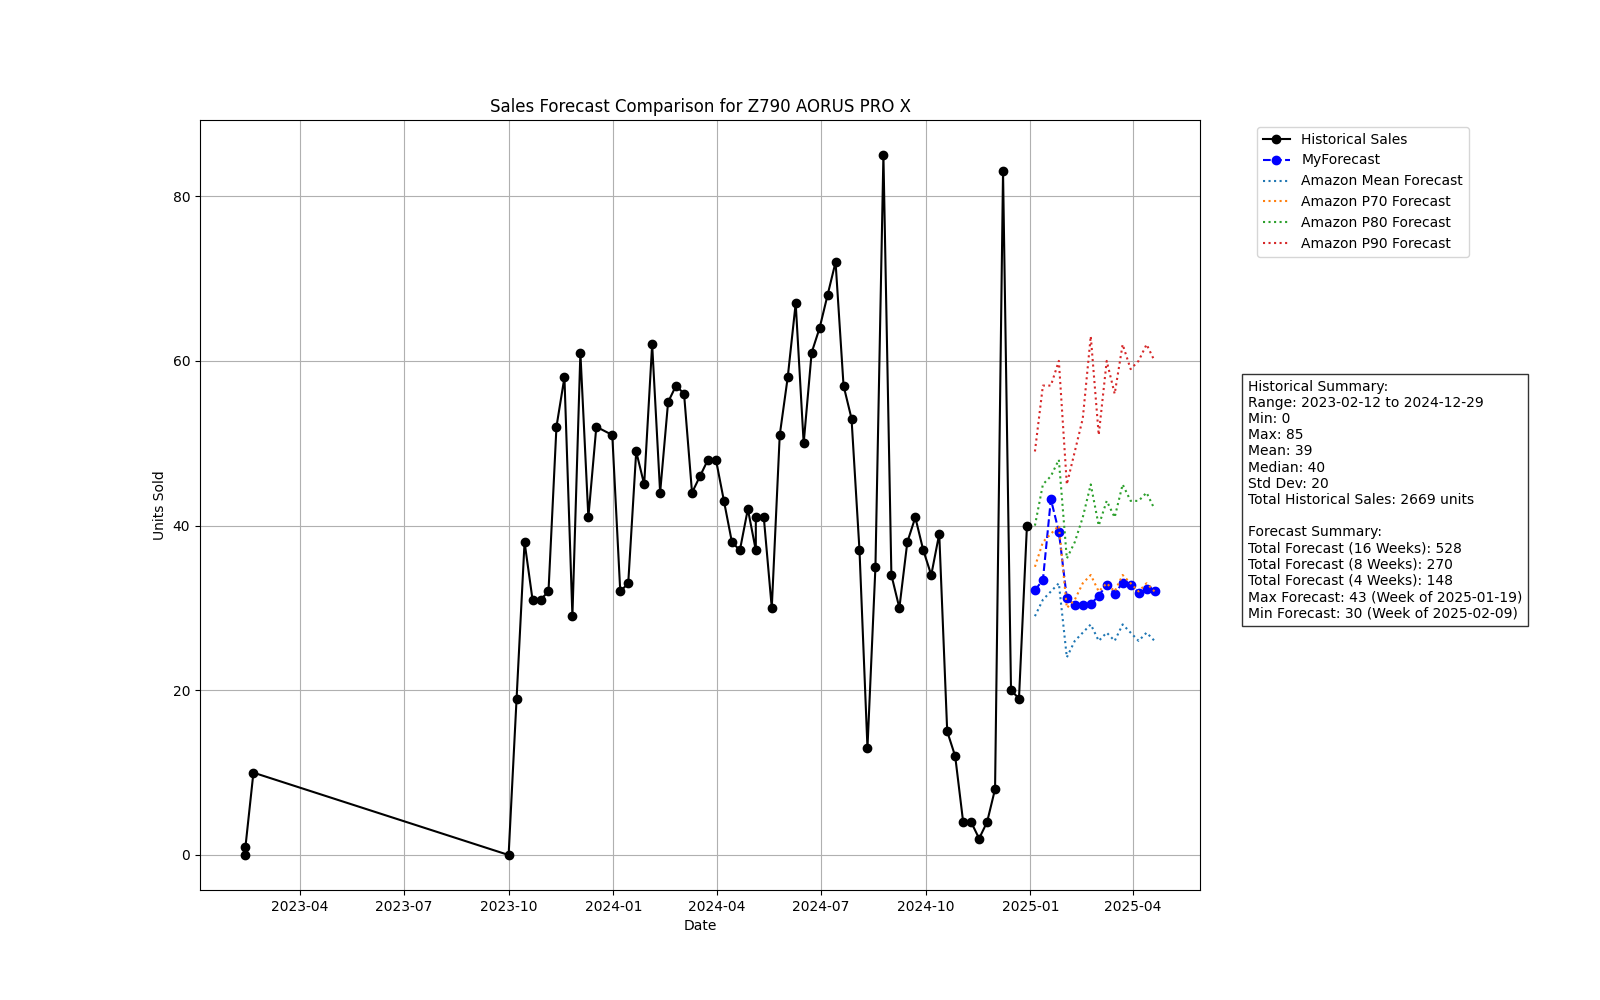 Sales Forecast Comparison for Z790 AORUS PRO X
Historical Sales
MyForecast
Amazon Mean Forecast
Amazon P70 Forecast
Amazon P80 Forecast
Amazon P90 Forecast
80
60
40
20
0
Units Sold
2023-04
2023-07
2023-10
2024-01
2024-04
2024-07
2024-10
2025-01
2025-04
Date
Historical Summary:
Range: 2023-02-12 to 2024-12-29
Min: 0
Max: 85
Mean: 39
Median: 40
Std Dev: 20
Total Historical Sales: 2669 units
Forecast Summary:
Total Forecast (16 Weeks): 528
Total Forecast (8 Weeks): 270
Total Forecast (4 Weeks): 148
Max Forecast: 43 (Week of 2025-01-19)
Min Forecast: 30 (Week of 2025-02-09)